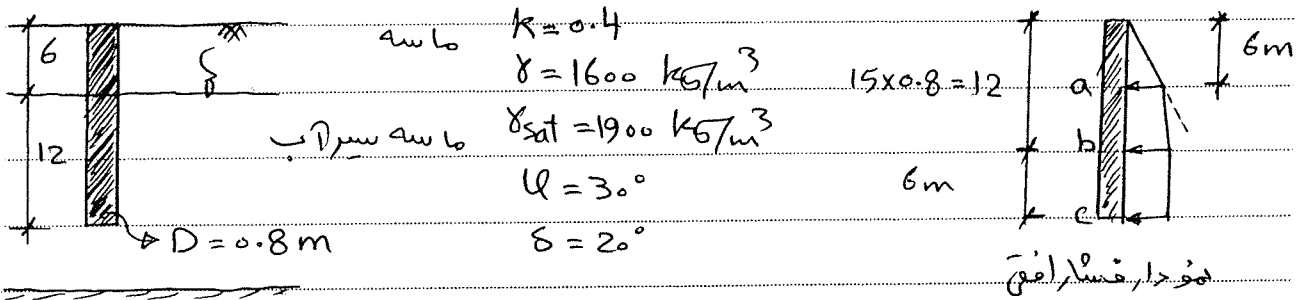 6
12
D = 0.8 m
ماسه
ماسه سیرآب
K = 0.4
γ = 1600 kg/m³
γsat = 1900 kg/m³
φ = 30°
δ = 20°
15×0.8 = 12
6m
6m
a
b
c
نمودار فشار افقی